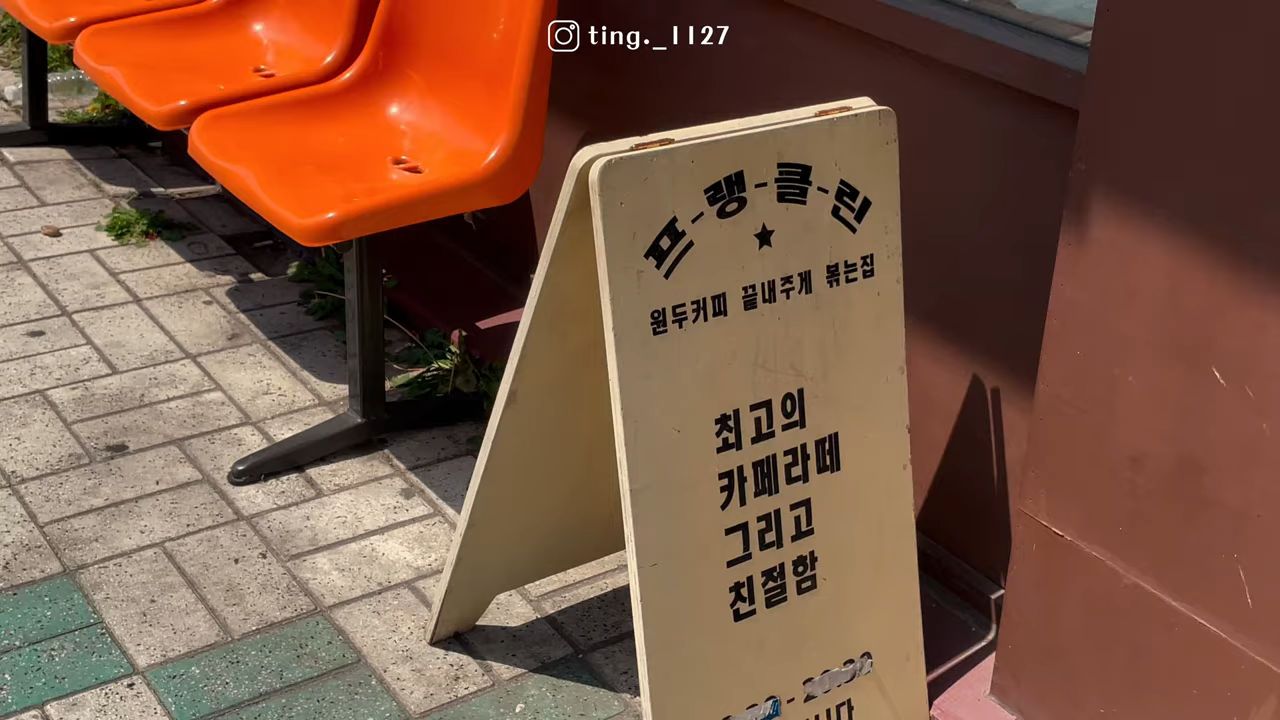 ting._1127
프-랭-클-린
원두커피 끝내주게 볶는집
최고의
카페라떼
그리고
친절함